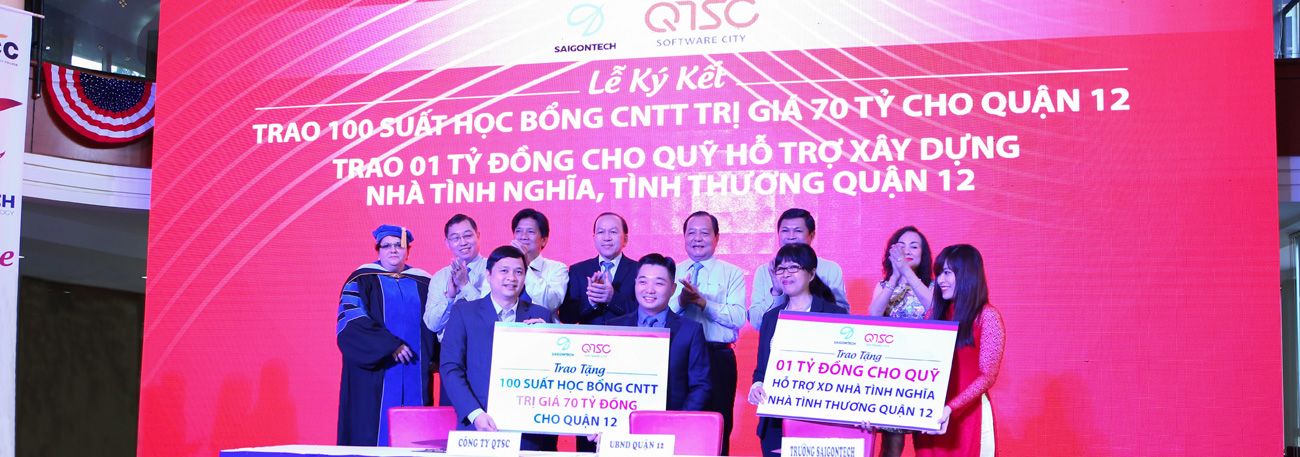 SAIGONTECH
QTSC
SOFTWARE CITY
Lễ Ký Kết
TRAO 100 SUẤT HỌC BỔNG CNTT TRỊ GIÁ 70 TỶ CHO QUẬN 12
TRAO 01 TỶ ĐỒNG CHO QUỸ HỖ TRỢ XÂY DỰNG
NHÀ TÌNH NGHĨA, TÌNH THƯƠNG QUẬN 12
SAIGONTECH QTSC
Trao Tặng
100 SUẤT HỌC BỔNG CNTT
TRỊ GIÁ 70 TỶ ĐỒNG
CHO QUẬN 12
SAIGONTECH QTSC
Trao Tặng
01 TỶ ĐỒNG CHO QUỸ
HỖ TRỢ XD NHÀ TÌNH NGHĨA
NHÀ TÌNH THƯƠNG QUẬN 12
CÔNG TY QTSC
UBND QUẬN 12
TRƯỜNG SAIGONTECH